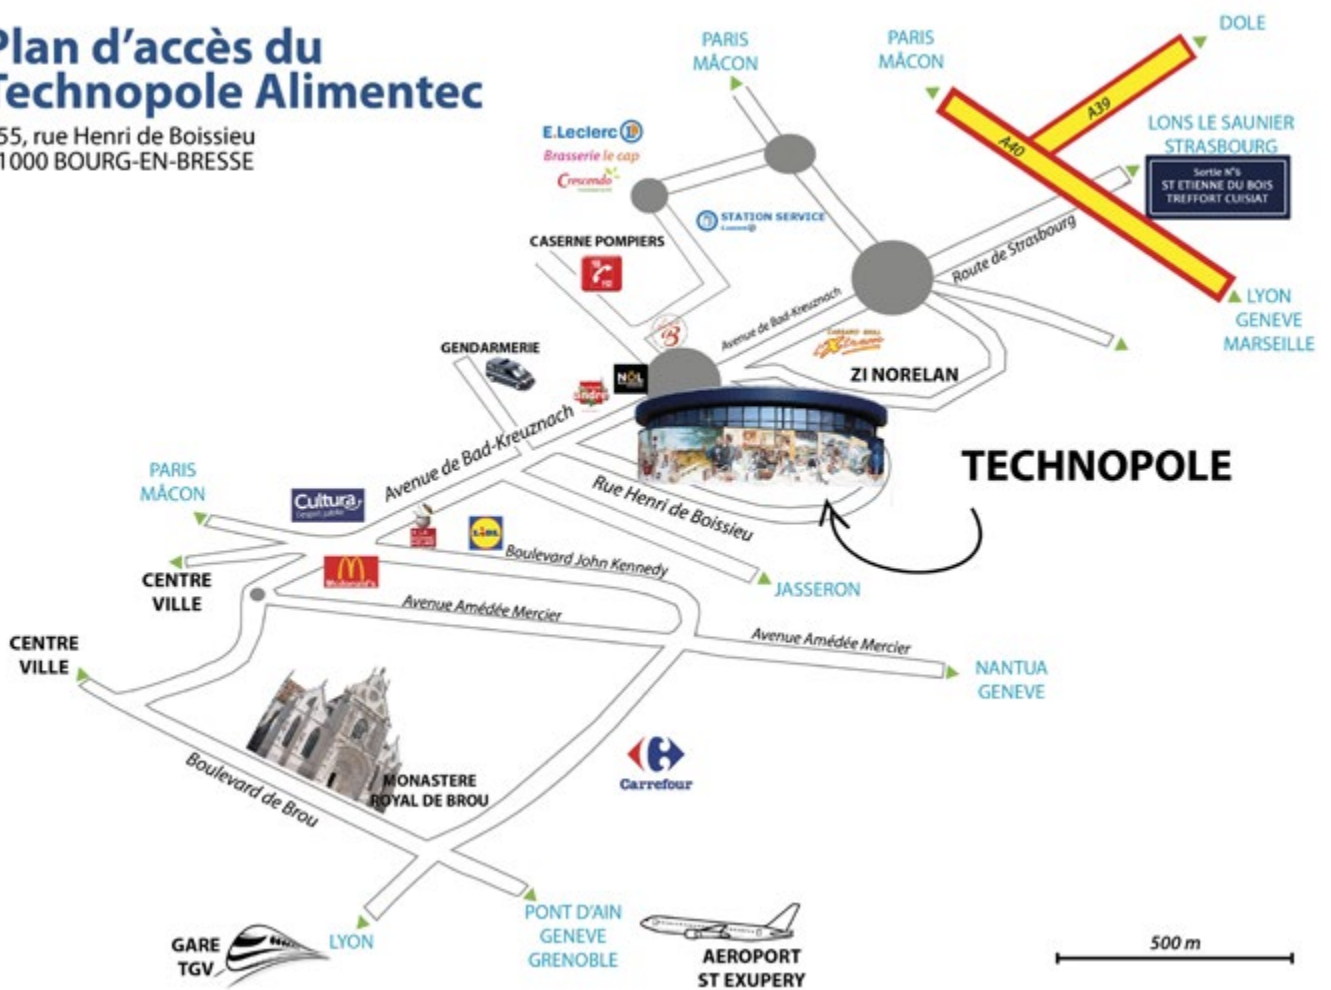 Plan d'accès du
Technopole Alimentec
55, rue Henri de Boissieu
1000 BOURG-EN-BRESSE
PARIS
MÂCON
PARIS
MÂCON
DOLE
A39
A40
LONS LE SAUNIER
STRASBOURG
Sortie N°6
ST ETIENNE DU BOIS
TREFFORT CUISIAT
E.Leclerc
Brasserie le cap
Crescendo
STATION SERVICE
CASERNE POMPIERS
Route de Strasbourg
LYON
GENEVE
MARSEILLE
Avenue de Bad-Kreuznach
B
GENDARMERIE
ZI NORELAN
Avenue de Bad-Kreuznach
TECHNOPOLE
PARIS
MÂCON
Cultura
Rue Henri de Boissieu
LIDL
Boulevard John Kennedy
McDonald's
JASSERON
CENTRE
VILLE
Avenue Amédée Mercier
Avenue Amédée Mercier
CENTRE
VILLE
NANTUA
GENEVE
Carrefour
MONASTERE
ROYAL DE BROU
Boulevard de Brou
GARE
TGV
LYON
PONT D'AIN
GENEVE
GRENOBLE
AEROPORT
ST EXUPERY
500 m